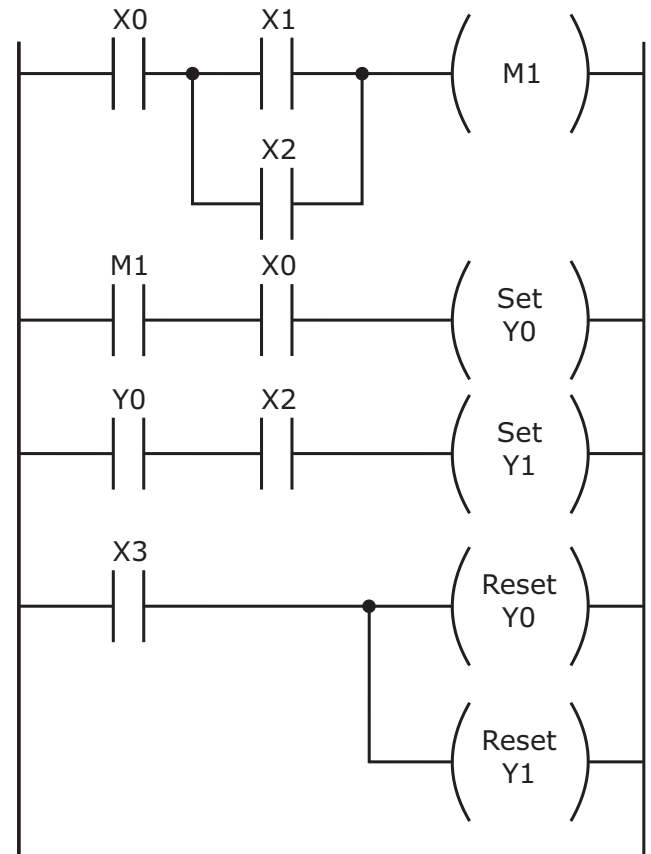 X0 X1
M1
X2
M1 X0
Set
Y0
Y0 X2
Set
Y1
X3
Reset
Y0
Reset
Y1